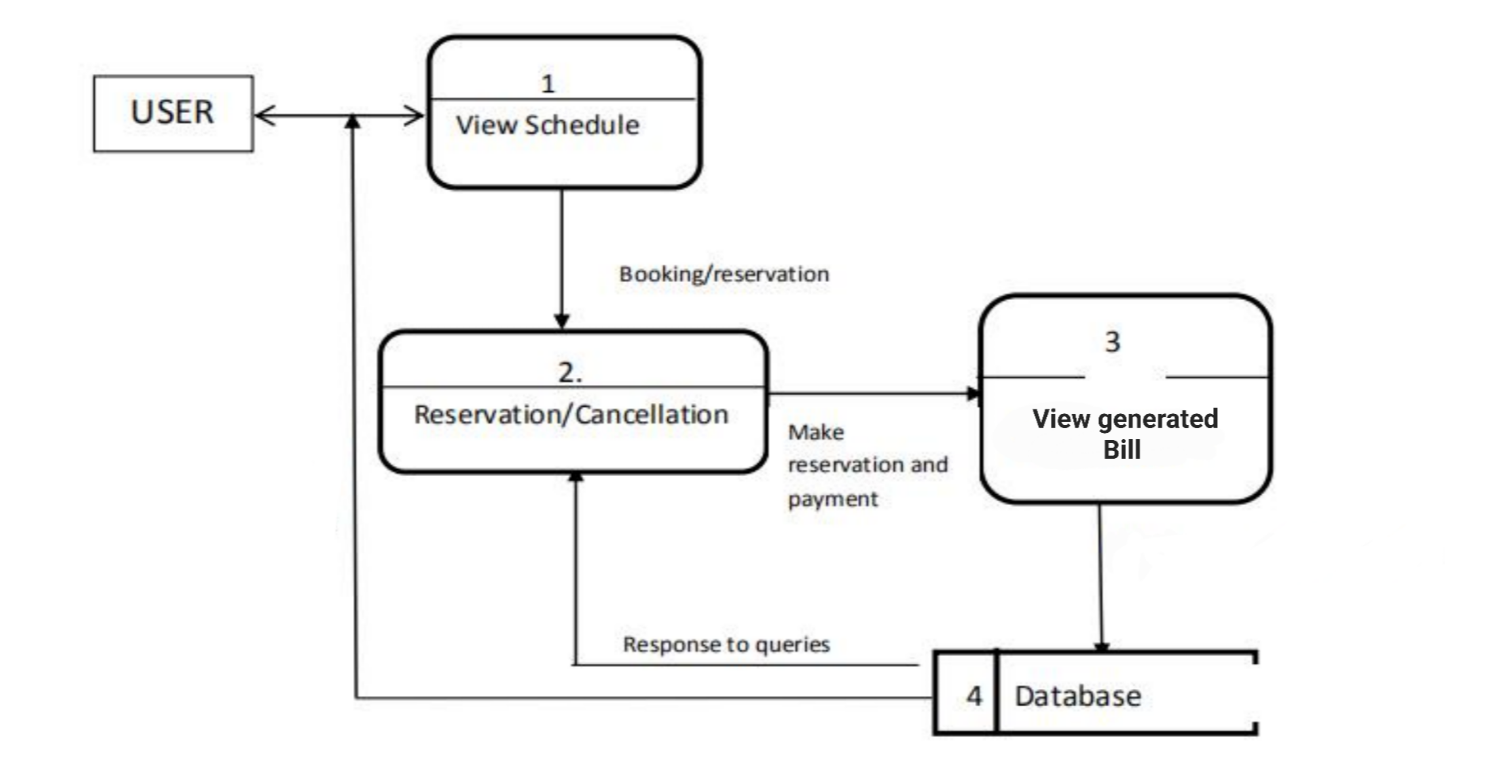 USER
1
View Schedule
Booking/reservation
2.
Reservation/Cancellation
Make
reservation and
payment
3
View generated
Bill
Response to queries
4
Database